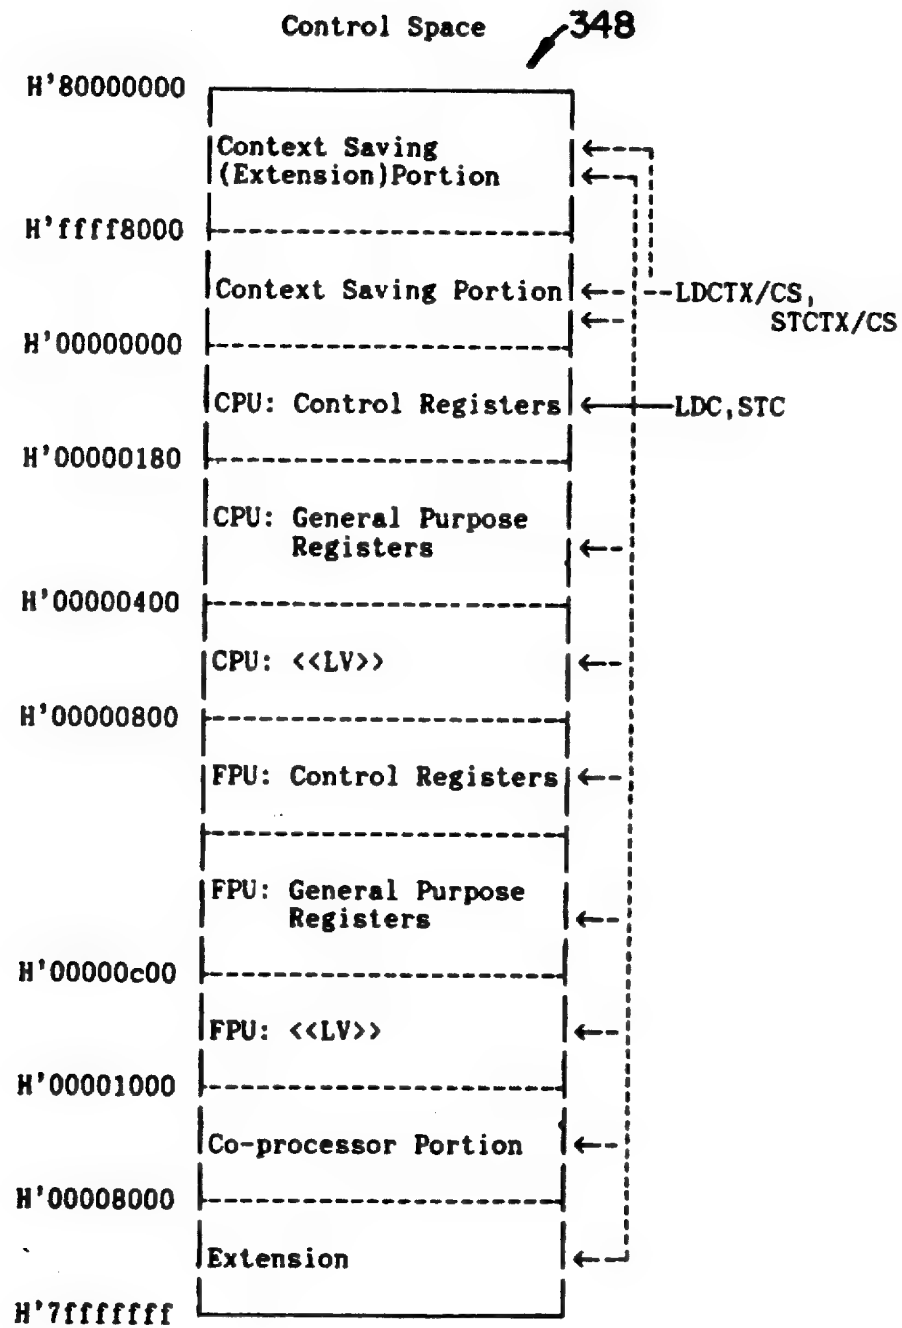 Control Space
348
H'80000000
Context Saving
(Extension)Portion
H'ffff8000
Context Saving Portion
LDCTX/CS,
STCTX/CS
H'00000000
CPU: Control Registers
LDC,STC
H'00000180
CPU: General Purpose
Registers
H'00000400
CPU: <<LV>>
H'00000800
FPU: Control Registers
FPU: General Purpose
Registers
H'00000c00
FPU: <<LV>>
H'00001000
Co-processor Portion
H'00008000
Extension
H'7fffffff